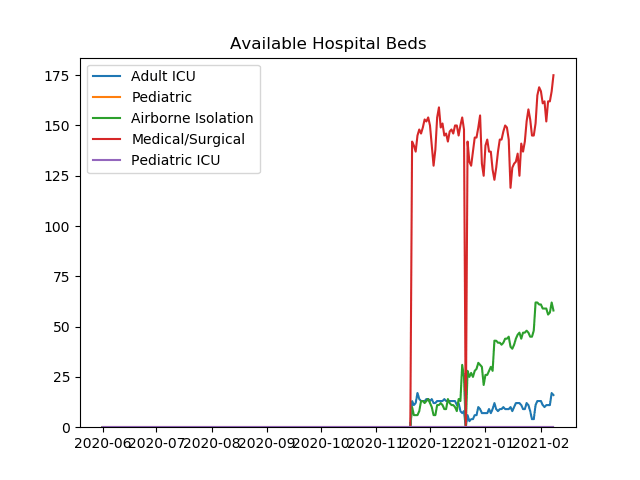 Available Hospital Beds
Adult ICU
Pediatric
Airborne Isolation
Medical/Surgical
Pediatric ICU
175
150
125
100
75
50
25
0
2020-06 2020-07 2020-08 2020-09 2020-10 2020-11 2020-12 2021-01 2021-02